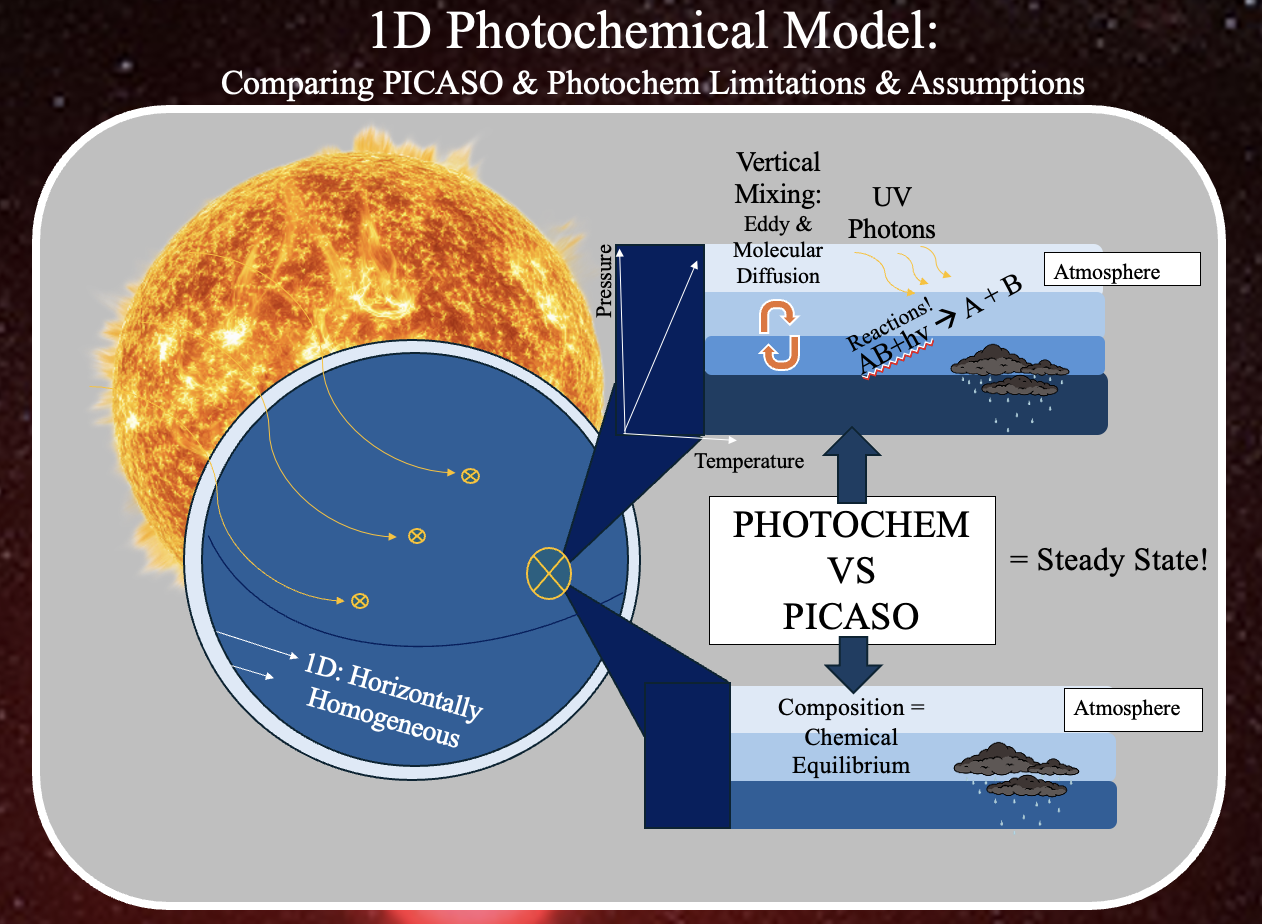 1D Photochemical Model:
Comparing PICASO & Photochem Limitations & Assumptions
Vertical
Mixing:
Eddy &
Molecular
Diffusion
UV
Photons
Atmosphere
Pressure
Reactions!
AB+hv → A + B
Temperature
PHOTOCHEM
VS
PICASO
= Steady State!
1D: Horizontally
Homogeneous
Composition =
Chemical
Equilibrium
Atmosphere